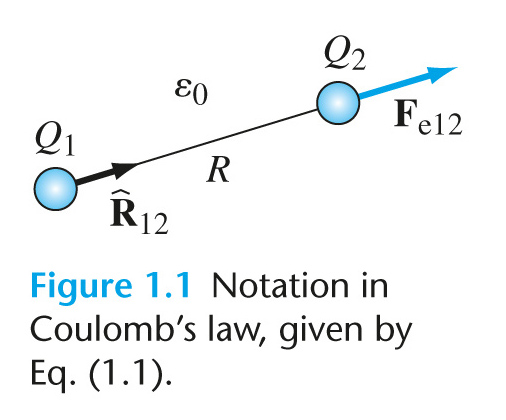 Q₂
ε₀
Fₑ₁₂
Q₁
R
R̂₁₂
Figure 1.1 Notation in
Coulomb’s law, given by
Eq. (1.1).